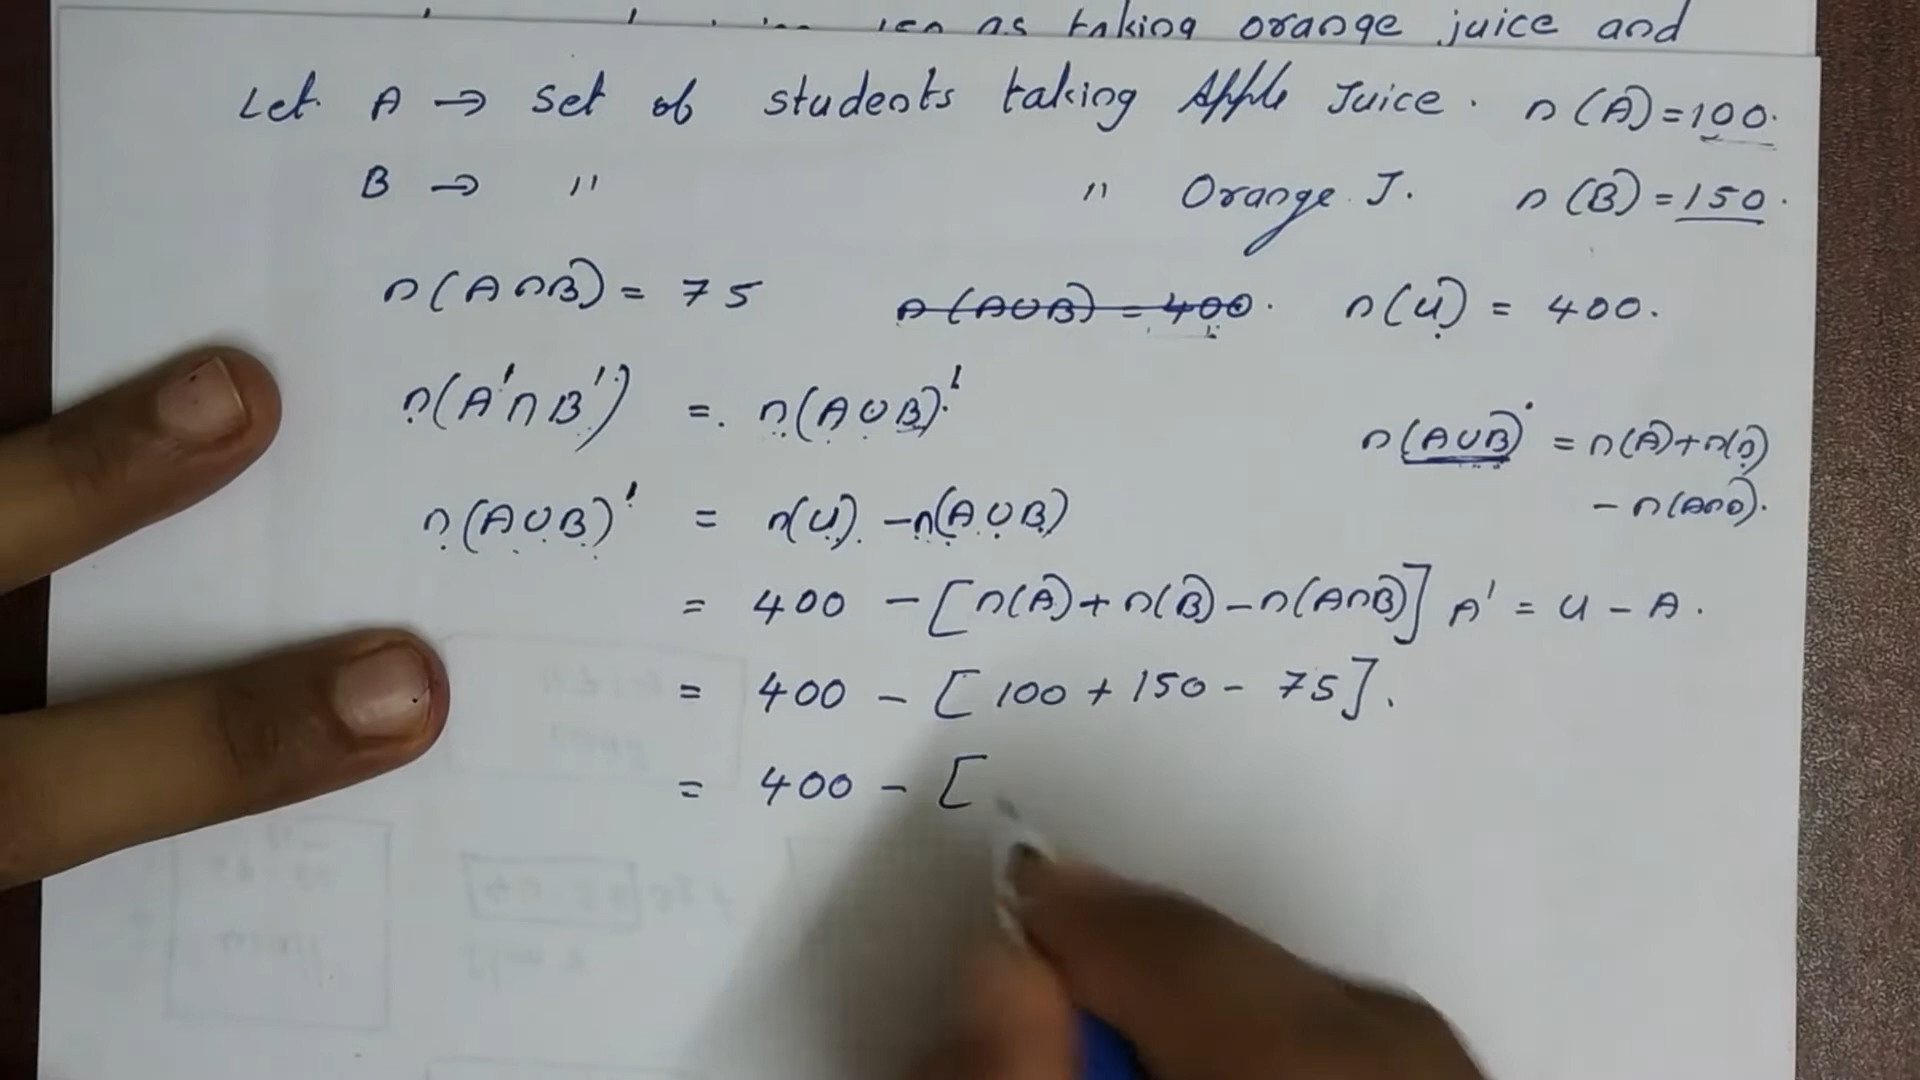 as taking orange juice and
Let A → set of students taking Apple Juice. n(A)=100.
B → " " Orange J. n(B)=150.
n(A∩B) = 75 n(A∪B) = 400. n(U) = 400.
n(A'∩B') = n(A∪B)'
n(A∪B) = n(A)+n(B)
- n(A∩B).
n(A∪B)' = n(U) - n(A∪B)
= 400 - [n(A)+n(B)-n(A∩B)] A' = U - A.
= 400 - [100 + 150 - 75].
= 400 - [